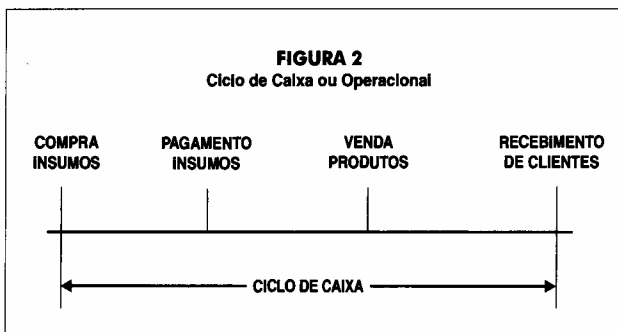 FIGURA 2
Ciclo de Caixa ou Operacional
COMPRA INSUMOS
PAGAMENTO INSUMOS
VENDA PRODUTOS
RECEBIMENTO DE CLIENTES
CICLO DE CAIXA